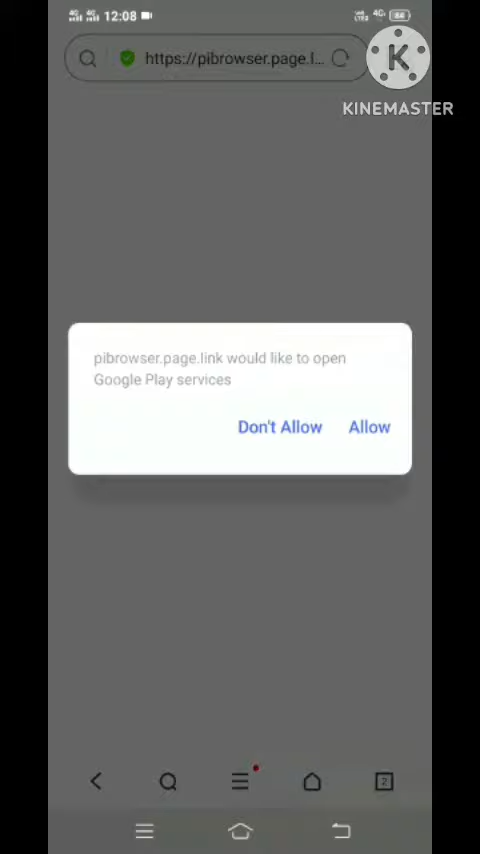 12:08
https://pibrowser.page.l...
KINEMASTER
pibrowser.page.link would like to open
Google Play services
Don't Allow
Allow
2